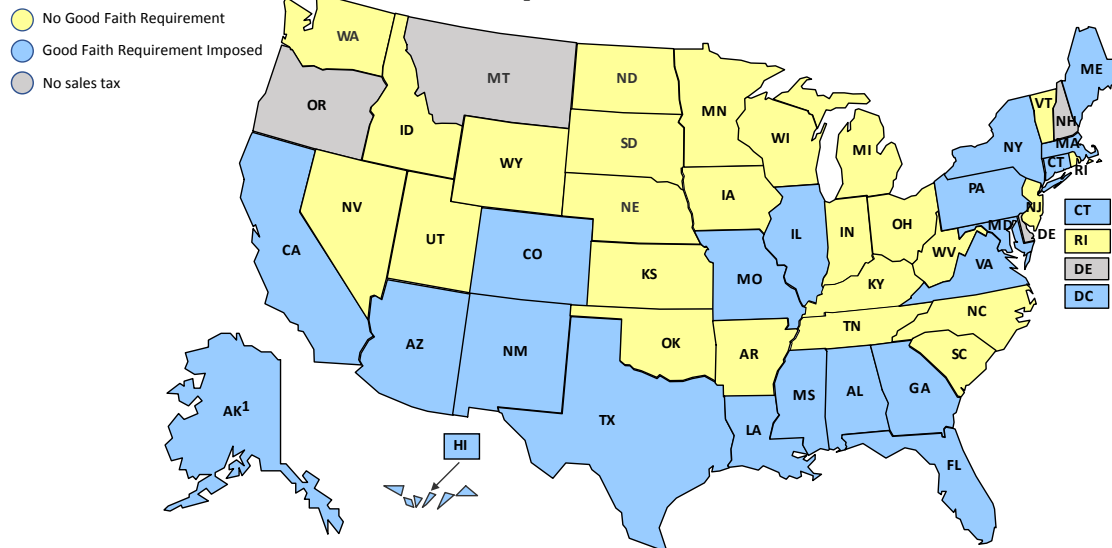 No Good Faith Requirement
Good Faith Requirement Imposed
No sales tax
WA
MT
ND
MN
ME
VT
NH
OR
ID
SD
WI
MI
NY
MA
CT
RI
WY
IA
PA
NV
NE
NJ
CT
UT
CA
CO
IL
IN
OH
MD
DE
RI
WV
VA
KS
MO
KY
DE
DC
AZ
NM
OK
AR
TN
NC
SC
AK1
TX
LA
MS
AL
GA
HI
FL